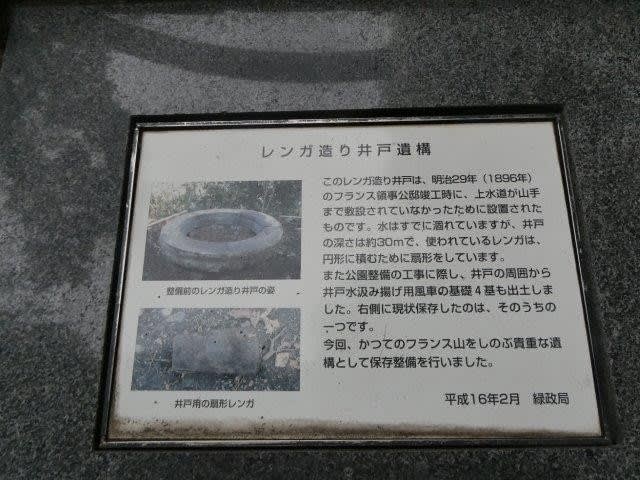 レンガ造り井戸遺構
このレンガ造り井戸は、明治29年（1896年）
のフランス領事公邸竣工時に、上水道が山手
まで敷設されていなかったために設置された
ものです。水はすでに涸れていますが、井戸
の深さは約30mで、使われているレンガは、
円形に積むために扇形をしています。
また公園整備の工事に際し、井戸の周囲から
井戸水汲み揚げ用風車の基礎４基も出土しま
した。右側に現状保存したのは、そのうちの
一つです。
今回、かつてのフランス山をしのぶ貴重な遺
構として保存整備を行いました。
整備前のレンガ造り井戸の姿
井戸用の扇形レンガ
平成16年2月　緑政局